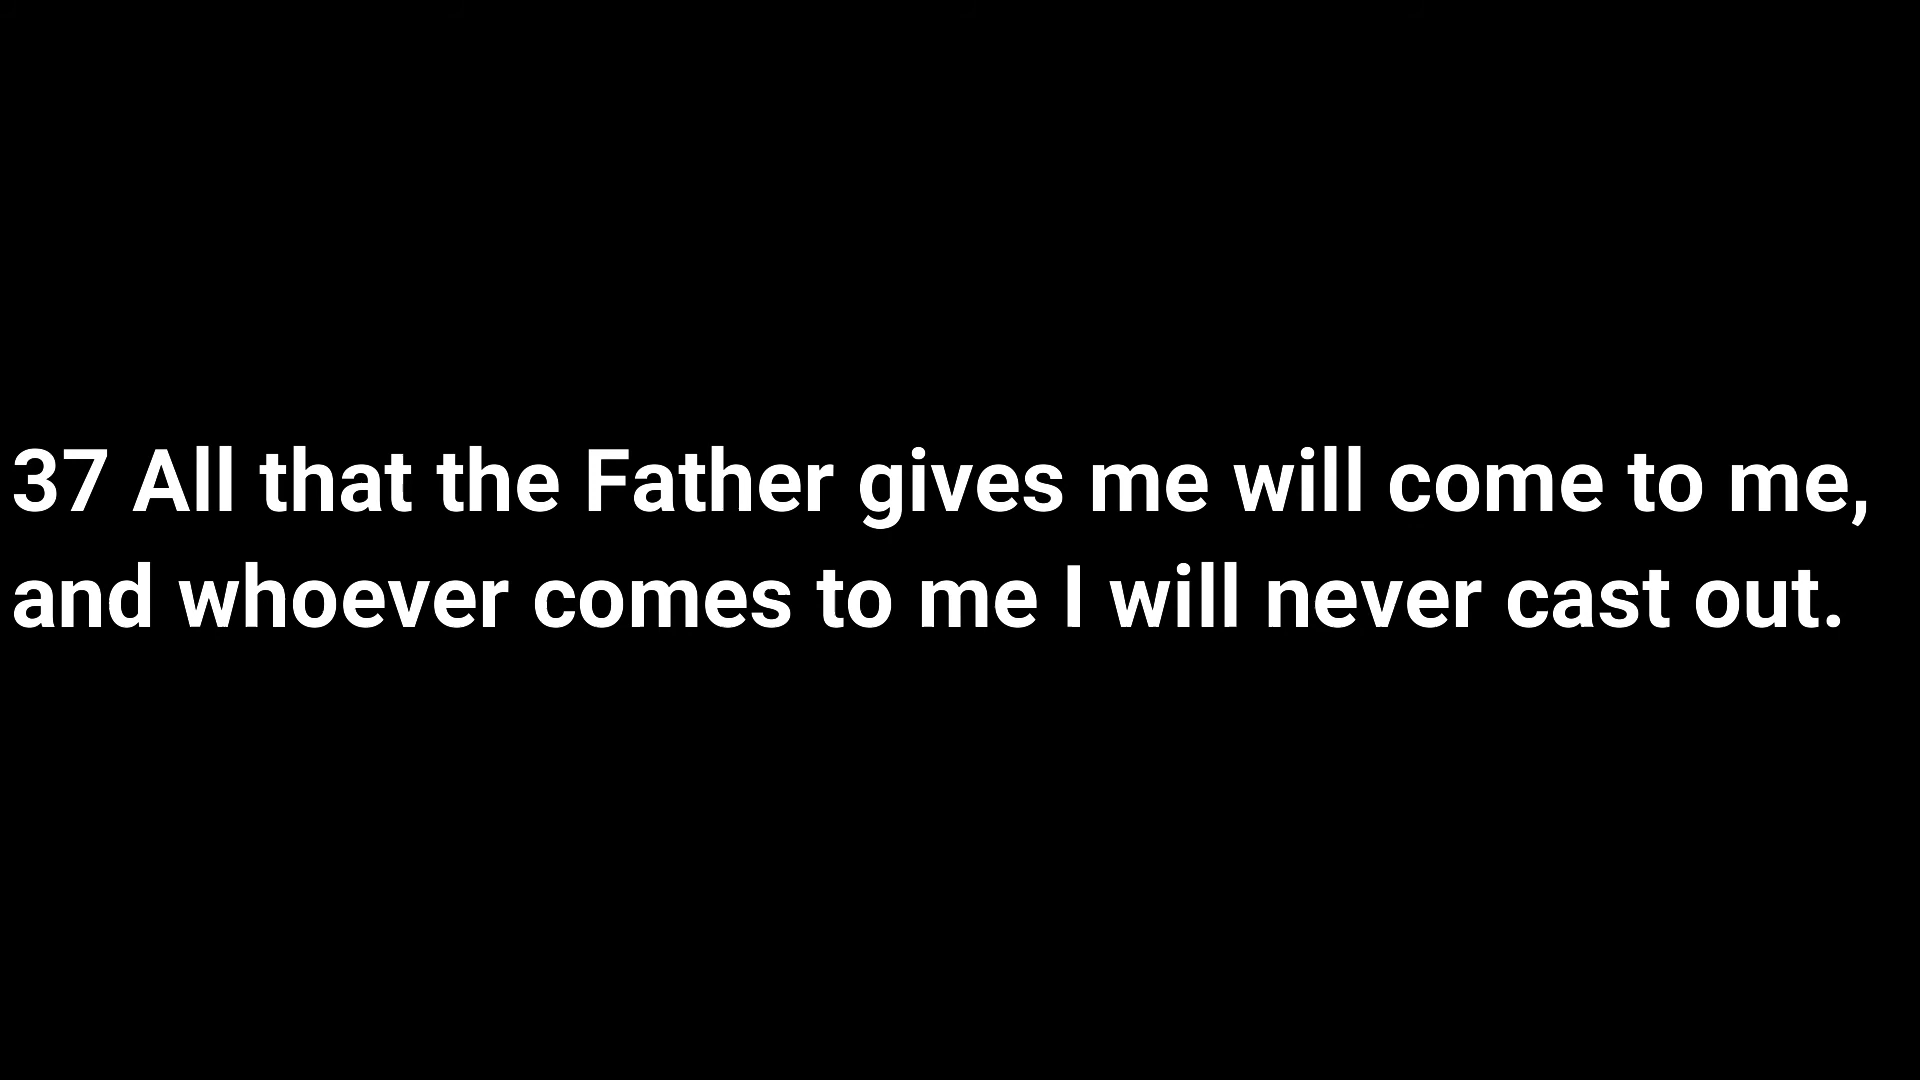 37 All that the Father gives me will come to me,
and whoever comes to me I will never cast out.